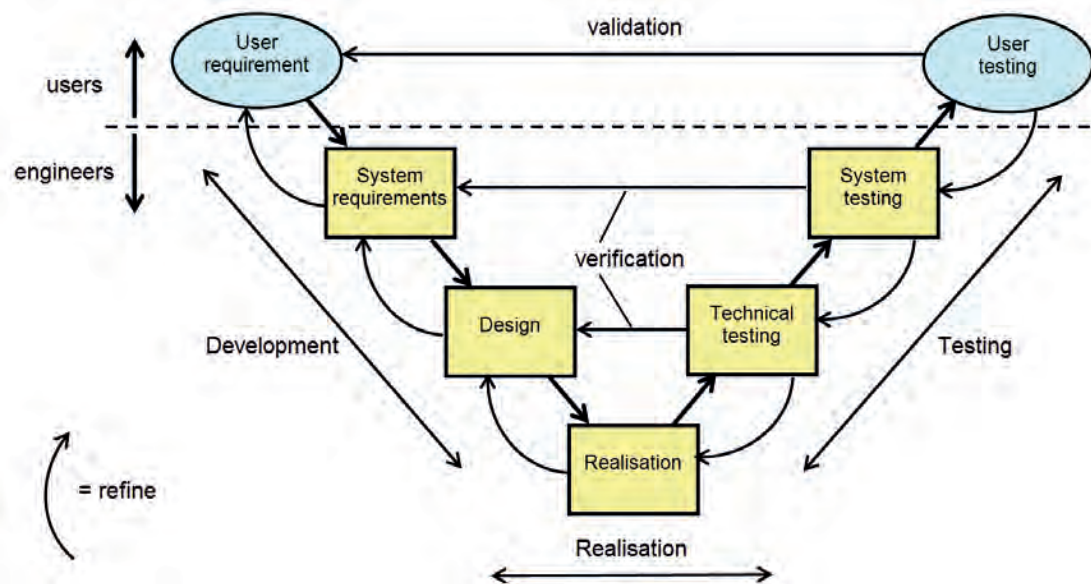 User
requirement
validation
User
testing
users
engineers
System
requirements
System
testing
verification
Design
Technical
testing
Development
Testing
Realisation
= refine
Realisation